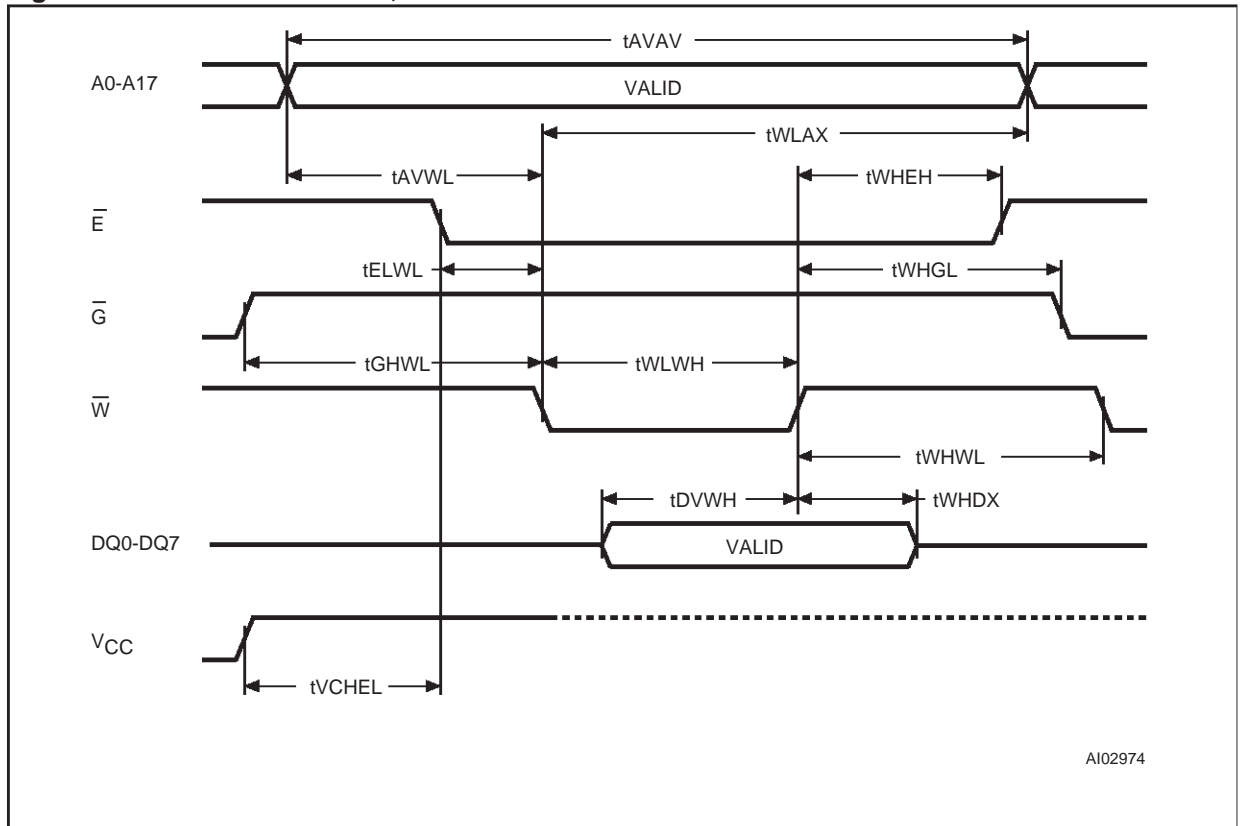 tAVAV
A0-A17
VALID
tWLAX
tAVWL
tWHEH
E
tELWL
tWHGL
G
tGHWL
tWLWH
W
tWHWL
tDVWH
tWHDX
DQ0-DQ7
VALID
VCC
tVCHEL
AI02974